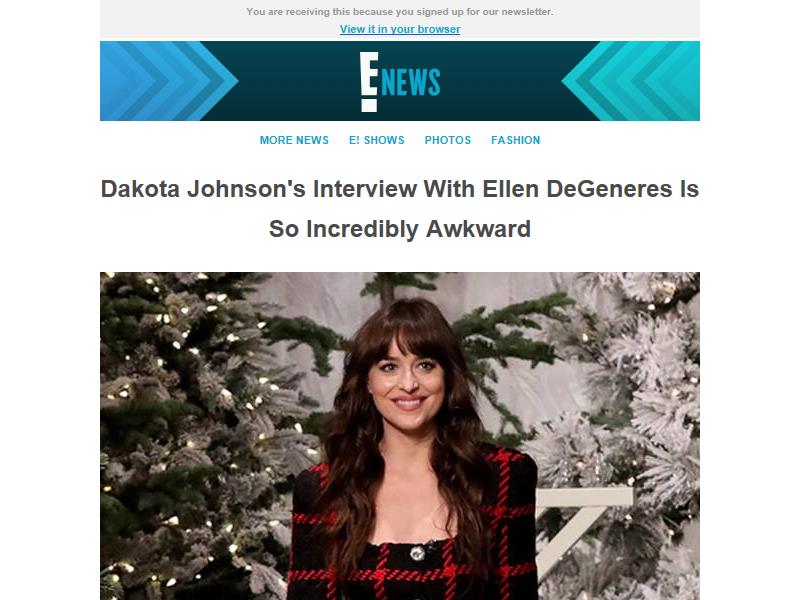 You are receiving this because you signed up for our newsletter.
View it in your browser
E! NEWS
MORE NEWS E! SHOWS PHOTOS FASHION
Dakota Johnson's Interview With Ellen DeGeneres Is
So Incredibly Awkward